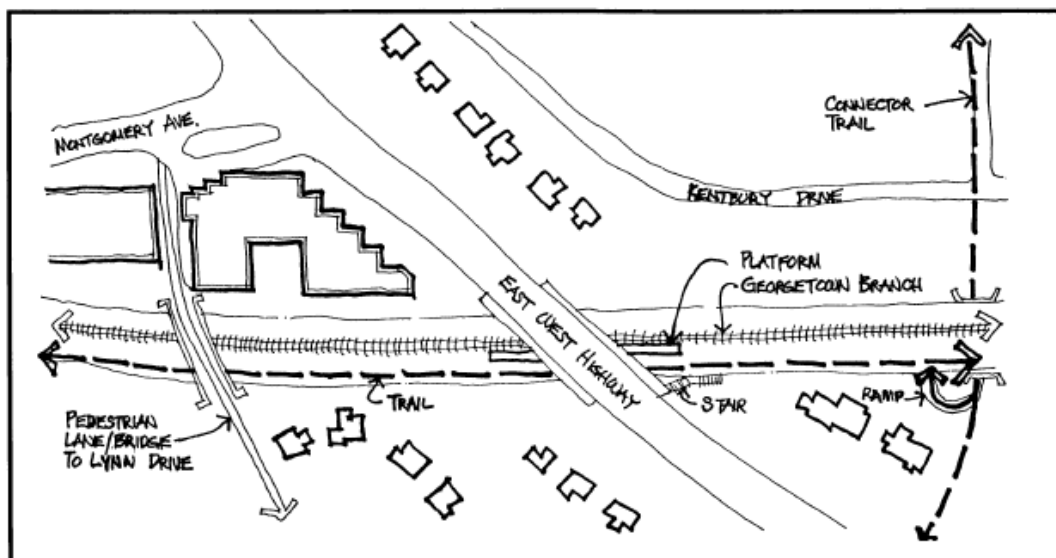 MONTGOMERY AVE.
CONNECTOR
TRAIL
KENTBURY DRIVE
PLATFORM
GEORGETOWN BRANCH
EAST WEST HIGHWAY
TRAIL
STAIR
RAMP
PEDESTRIAN
LANE/BRIDGE
TO LYNN DRIVE